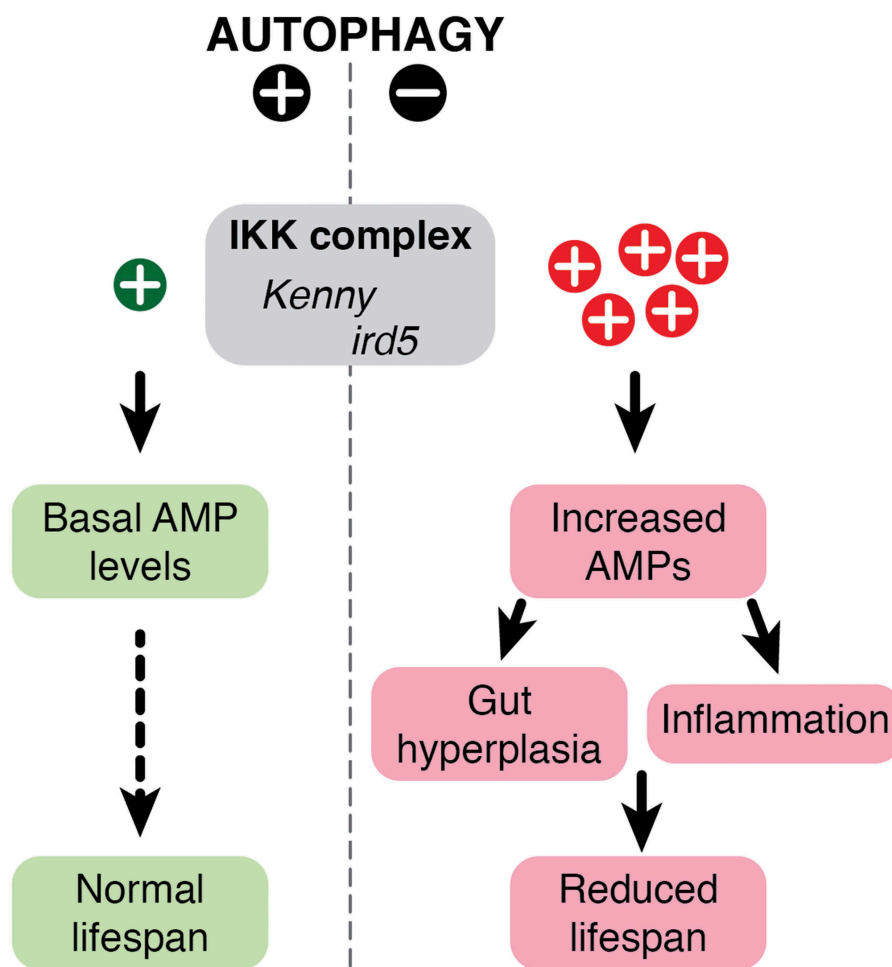 AUTOPHAGY
IKK complex
Kenny
ird5
Basal AMP
levels
Increased
AMPs
Gut
hyperplasia
Inflammation
Normal
lifespan
Reduced
lifespan